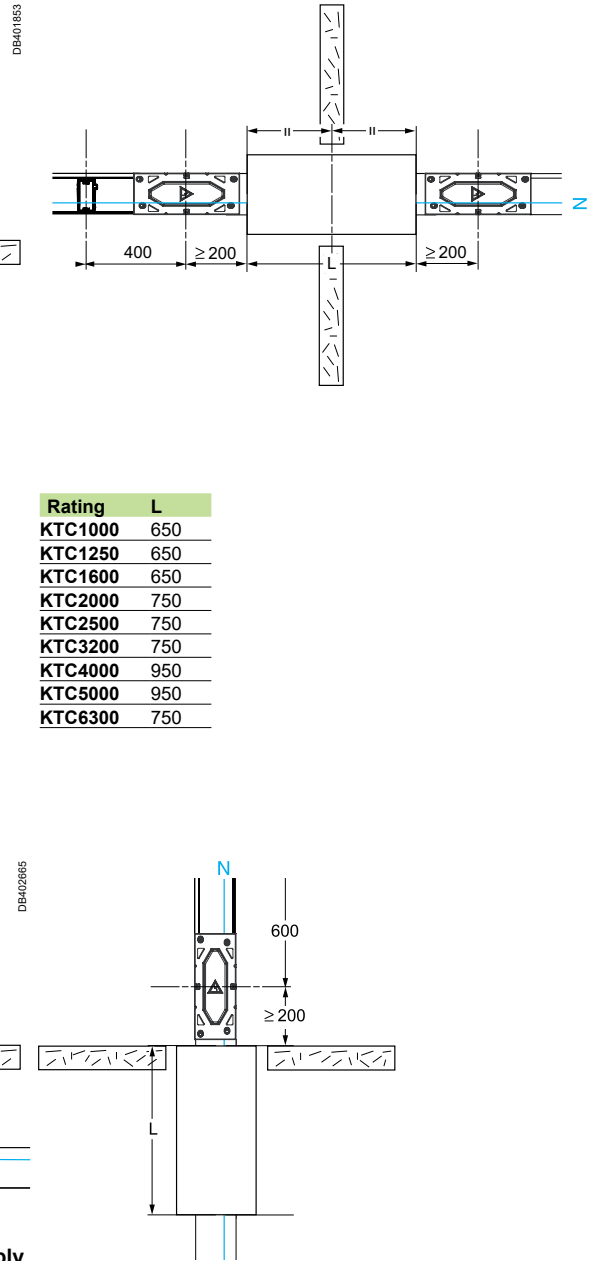 DB401853
= =
N
400
≥ 200
L
≥ 200
Rating L
KTC1000 650
KTC1250 650
KTC1600 650
KTC2000 750
KTC2500 750
KTC3200 750
KTC4000 950
KTC5000 950
KTC6300 750
DB402665
N
600
≥ 200
L